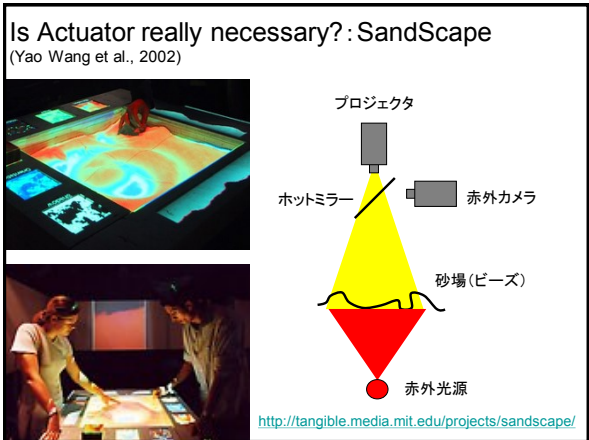 Is Actuator really necessary?：SandScape
(Yao Wang et al., 2002)
プロジェクタ
ホットミラー
赤外カメラ
砂場（ビーズ）
赤外光源
http://tangible.media.mit.edu/projects/sandscape/